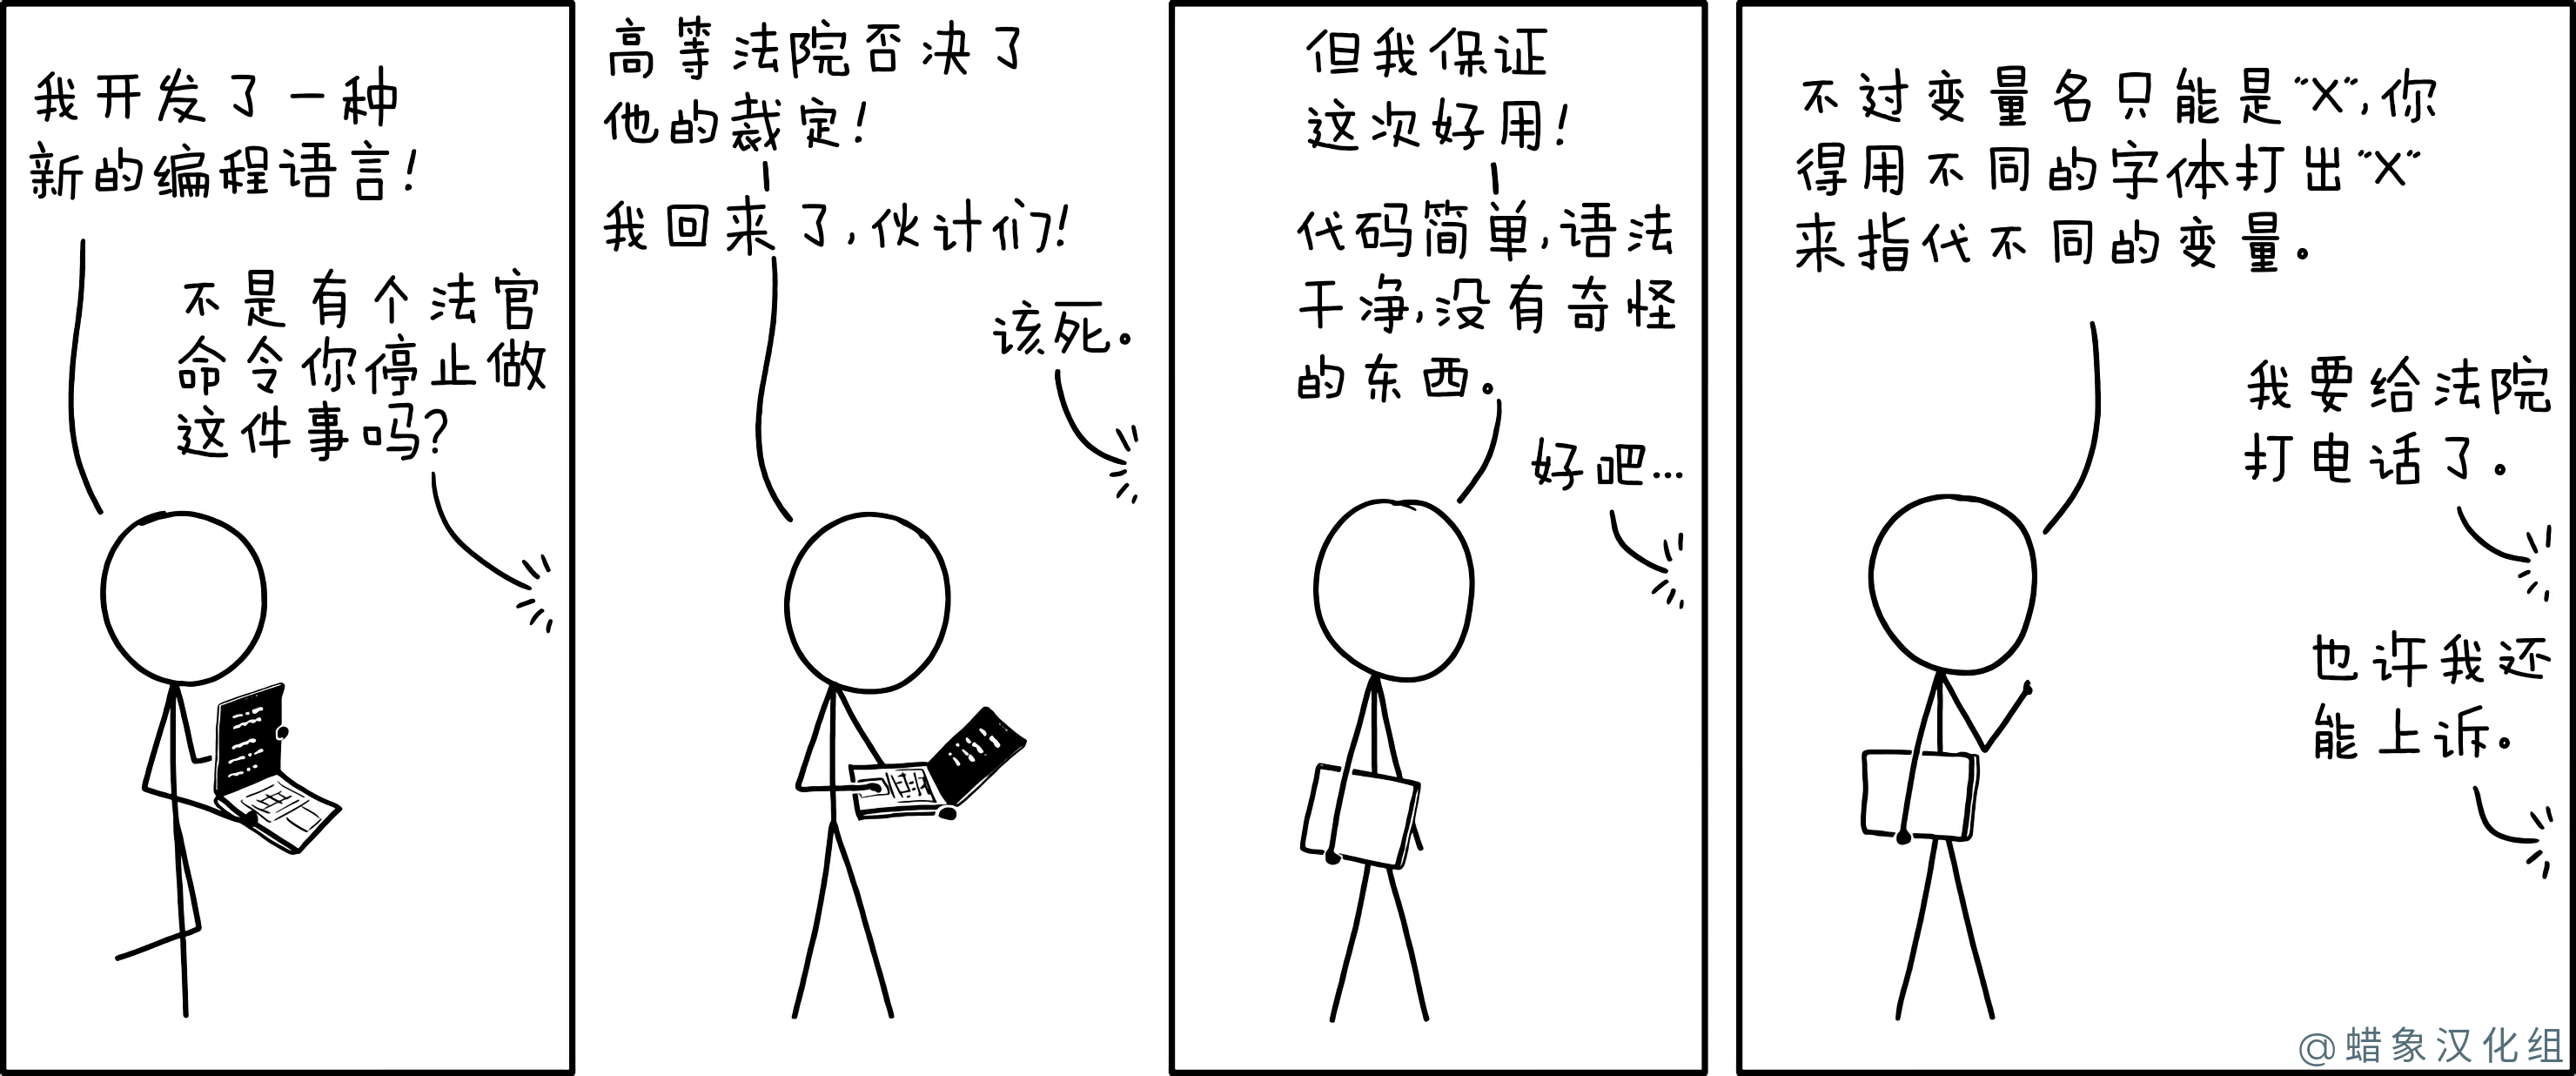 我开发了一种
新的编程语言!
不是有个法官
命令你停止做
这件事吗?
高等法院否决了
他的裁定!
我回来了,伙计们!
该死。
但我保证
这次好用!
代码简单,语法
干净,没有奇怪
的东西。
好吧...
不过变量名只能是“X”,你
得用不同的字体打出“X”
来指代不同的变量。
我要给法院
打电话了。
也许我还
能上诉。
@蜡象汉化组